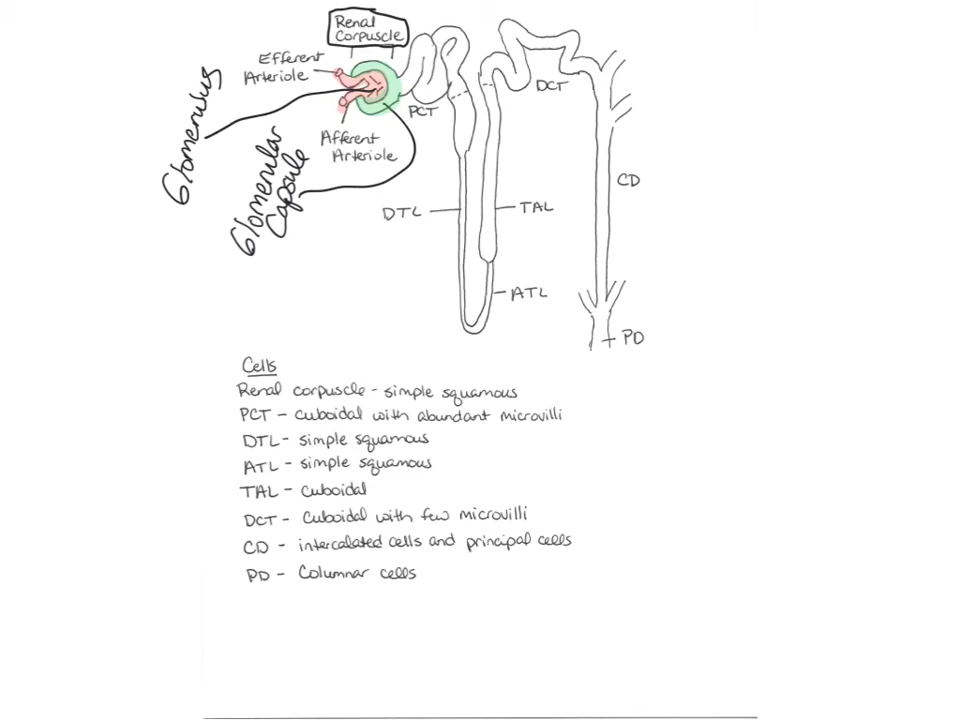 Renal
Corpuscle
Efferent
Arteriole
Glomerulus
Glomerular
Capsule
Afferent
Arteriole
PCT
DCT
DTL
TAL
CD
ATL
PD
Cells
Renal corpuscle - simple squamous
PCT - cuboidal with abundant microvilli
DTL - simple squamous
ATL - simple squamous
TAL - cuboidal
DCT - cuboidal with few microvilli
CD - intercalated cells and principal cells
PD - Columnar cells